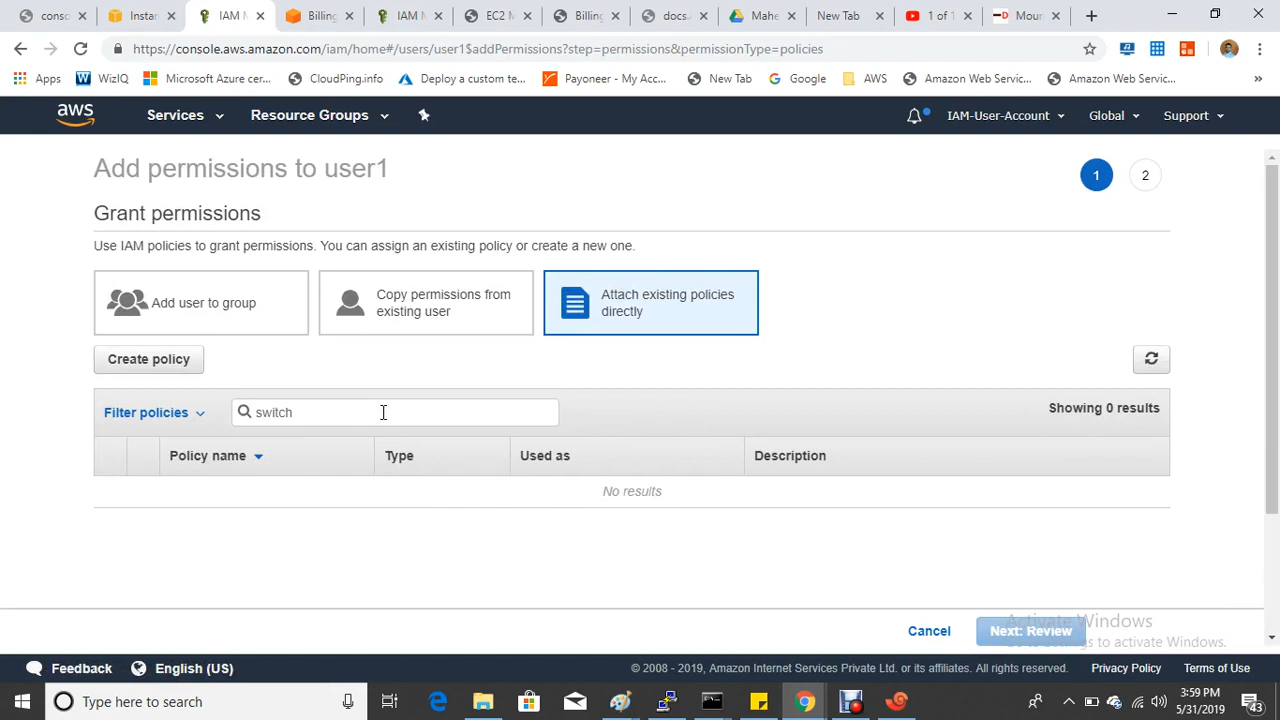 consc
Instan
IAM M
Billing
IAM M
EC2 M
Billing
docs.
Mahe
New Tab
1 of 1
Moun
https://console.aws.amazon.com/iam/home#/users/user1$addPermissions?step=permissions&permissionType=policies
Apps
WizIQ
Microsoft Azure cer...
CloudPing.info
Deploy a custom te...
Payoneer - My Acc...
New Tab
Google
AWS
Amazon Web Servic...
Amazon Web Servic...
»
aws
Services
Resource Groups
IAM-User-Account
Global
Support
Add permissions to user1
1
2
Grant permissions
Use IAM policies to grant permissions. You can assign an existing policy or create a new one.
Add user to group
Copy permissions from
existing user
Attach existing policies
directly
Create policy
Filter policies
switch
Showing 0 results
Policy name
Type
Used as
Description
No results
Activate Windows
Cancel
Next: Review
to activate Windows.
Feedback
English (US)
© 2008 - 2019, Amazon Internet Services Private Ltd. or its affiliates. All rights reserved.
Privacy Policy
Terms of Use
Type here to search
3:59 PM
5/31/2019
43